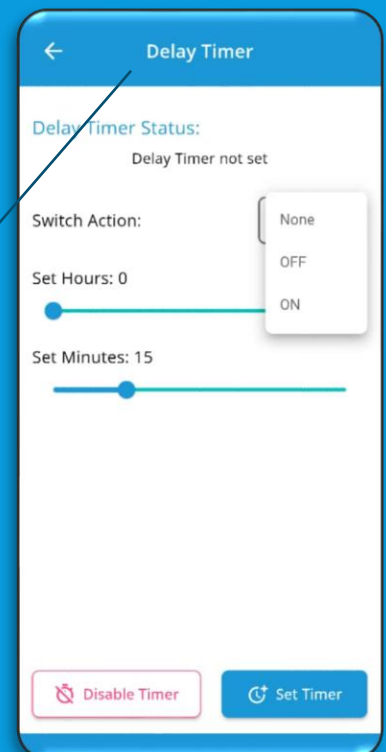 Delay Timer
Delay Timer Status:
Delay Timer not set
Switch Action:
None
OFF
ON
Set Hours: 0
Set Minutes: 15
Disable Timer
Set Timer